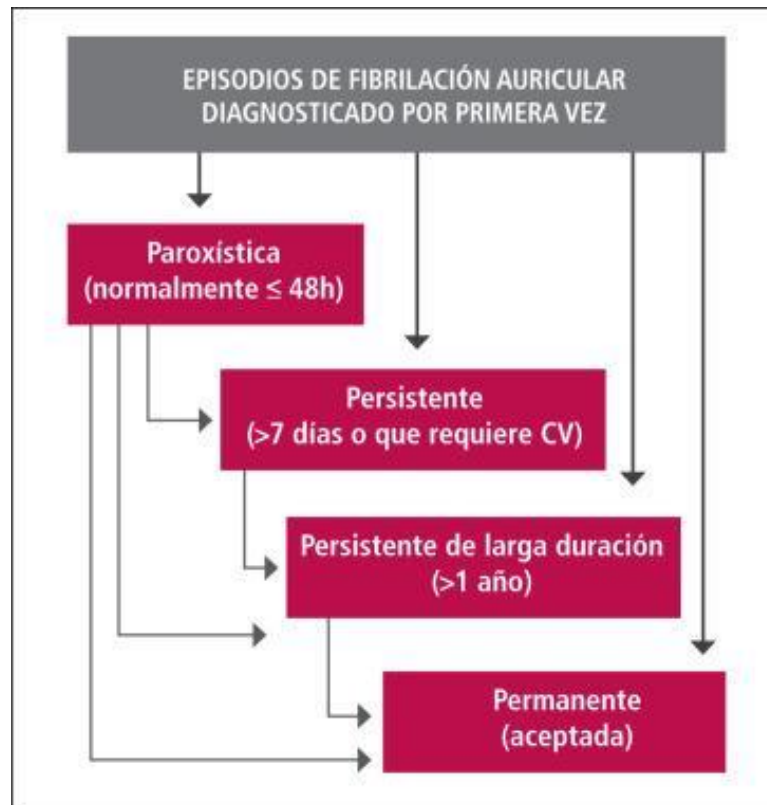 EPISODIOS DE FIBRILACIÓN AURICULAR
DIAGNOSTICADO POR PRIMERA VEZ
Paroxística
(normalmente ≤ 48h)
Persistente
(>7 días o que requiere CV)
Persistente de larga duración
(>1 año)
Permanente
(aceptada)